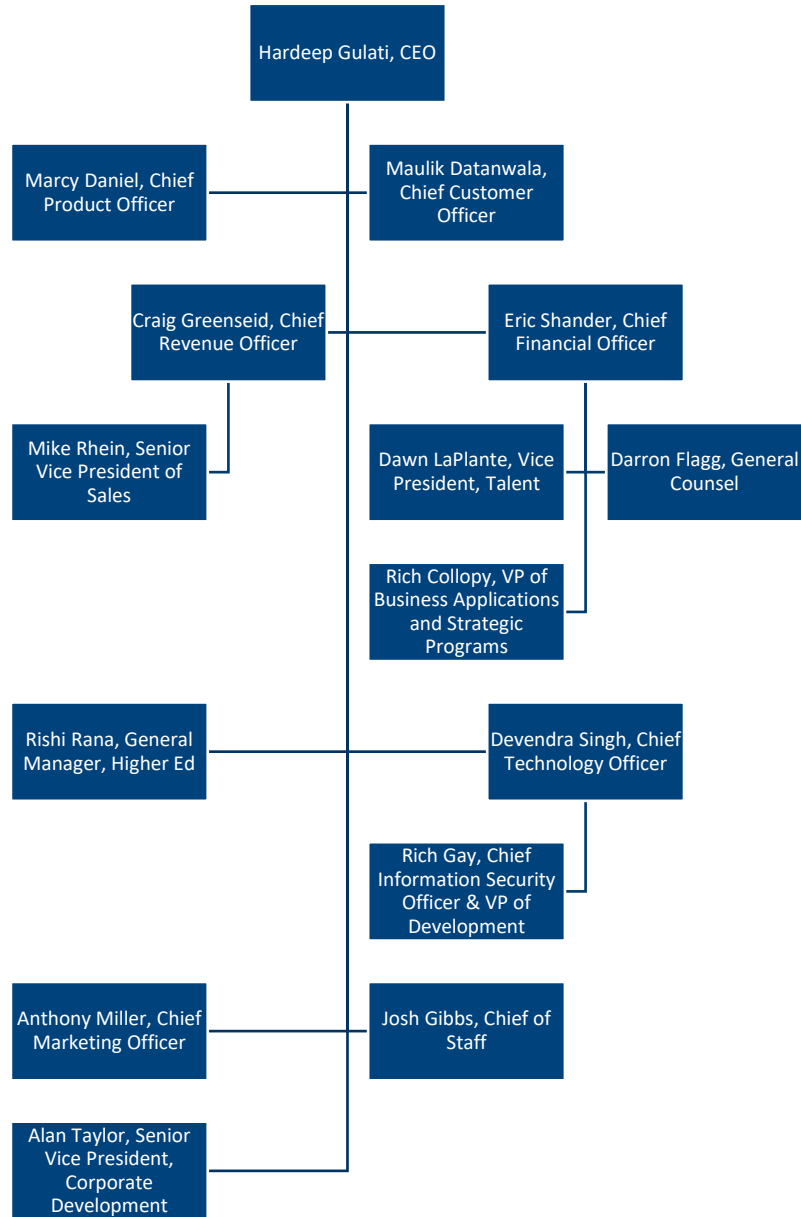 Hardeep Gulati, CEO
Marcy Daniel, Chief
Product Officer
Maulik Datanwala,
Chief Customer
Officer
Craig Greenseid, Chief
Revenue Officer
Eric Shander, Chief
Financial Officer
Mike Rhein, Senior
Vice President of
Sales
Dawn LaPlante, Vice
President, Talent
Darron Flagg, General
Counsel
Rich Collopy, VP of
Business Applications
and Strategic
Programs
Rishi Rana, General
Manager, Higher Ed
Devendra Singh, Chief
Technology Officer
Rich Gay, Chief
Information Security
Officer & VP of
Development
Anthony Miller, Chief
Marketing Officer
Josh Gibbs, Chief of
Staff
Alan Taylor, Senior
Vice President,
Corporate
Development